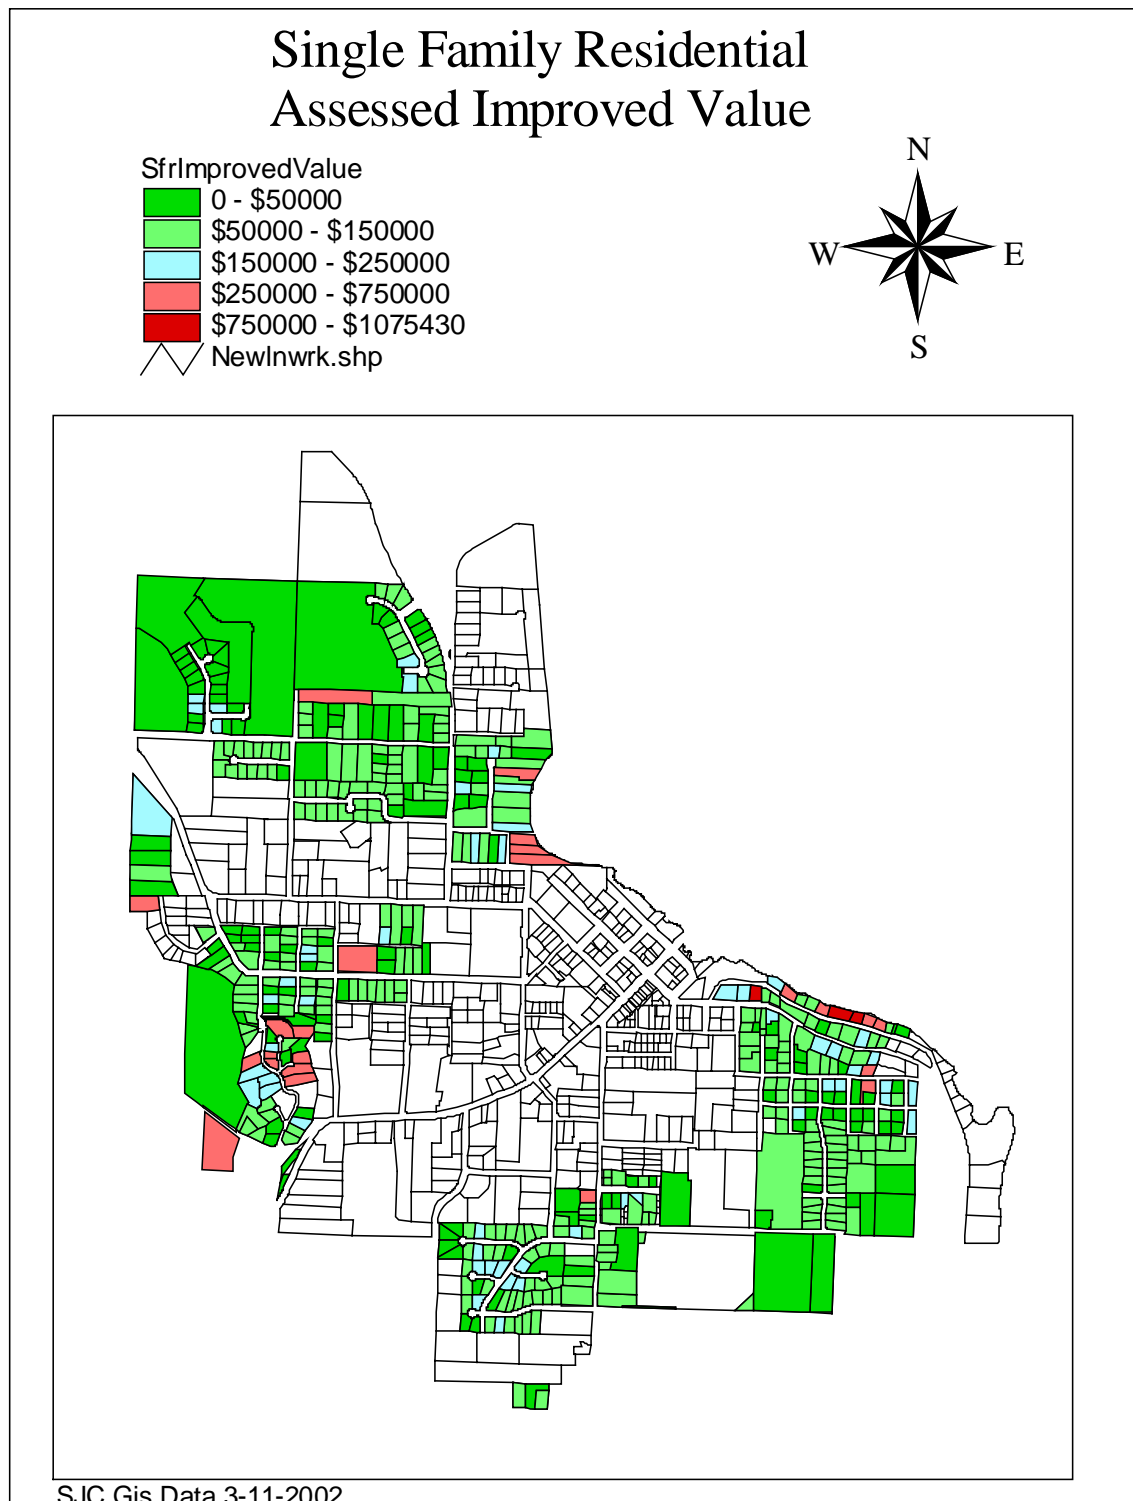 Single Family Residential
Assessed Improved Value
SfrImprovedValue
0 - $50000
$50000 - $150000
$150000 - $250000
$250000 - $750000
$750000 - $1075430
Newlnwrk.shp
N
W
E
S
SJC Gis Data 3-11-2002